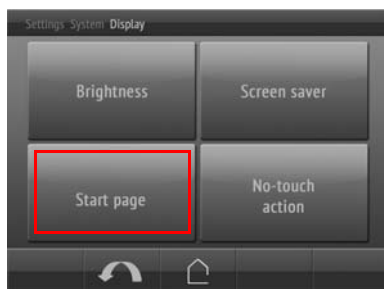 Settings System Display
Brightness
Screen saver
Start page
No-touch
action